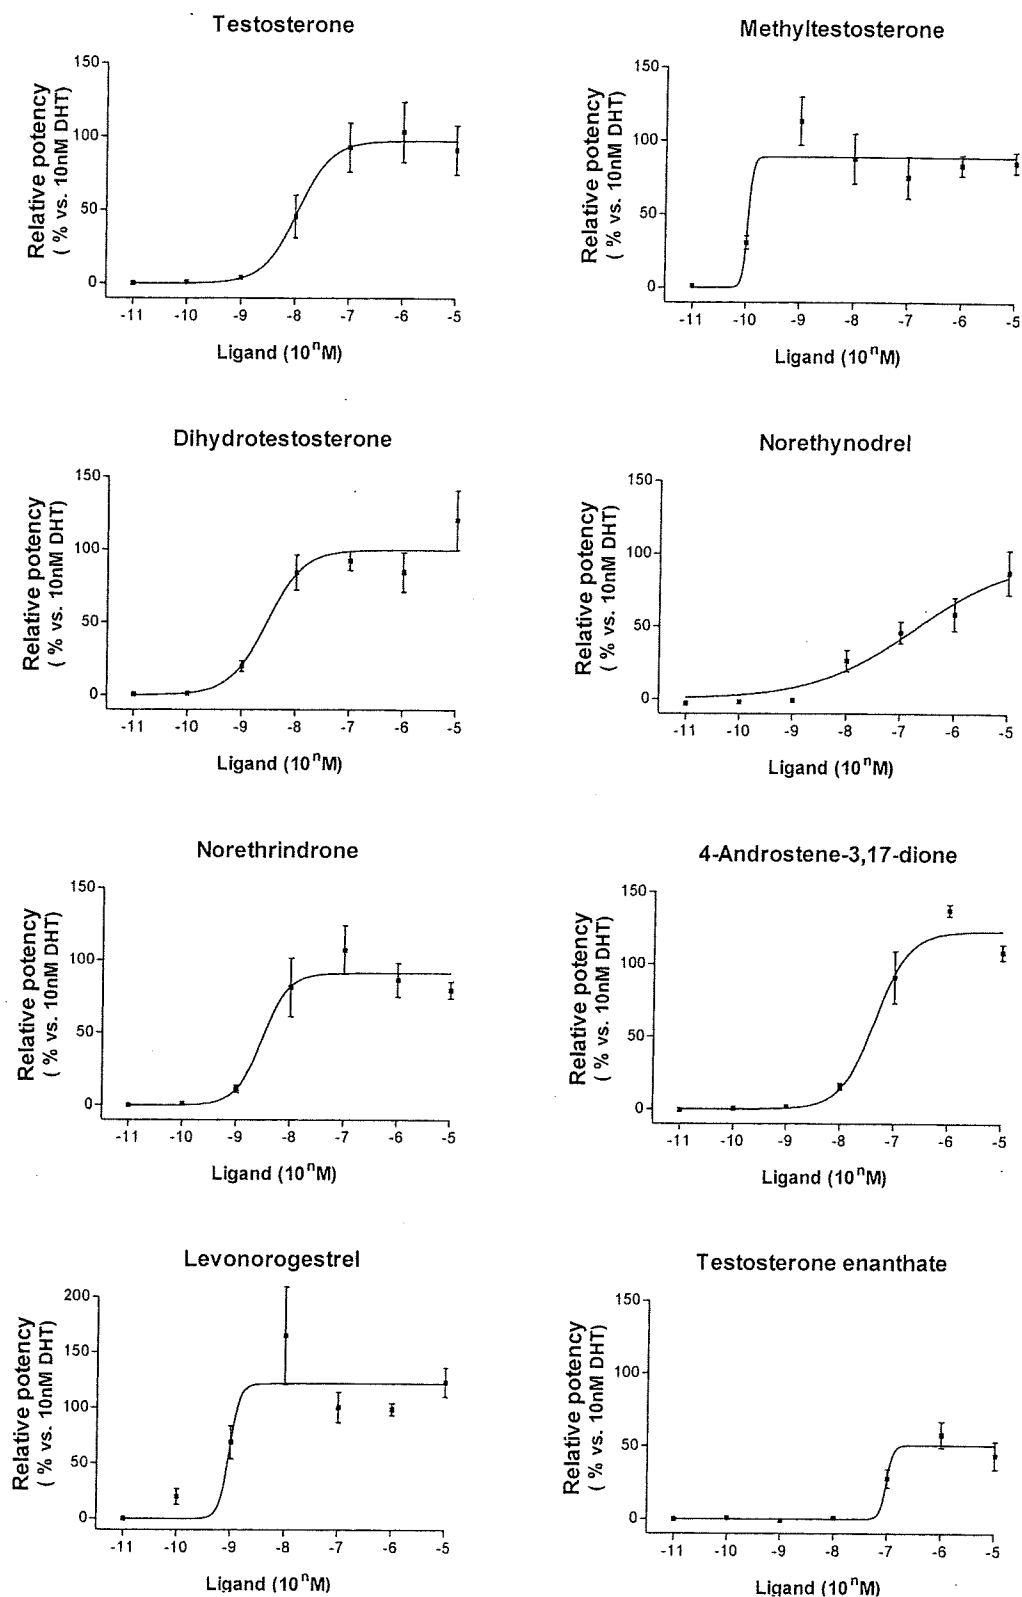 Testosterone
150
100
50
0
Relative potency
( % vs. 10nM DHT)
-11 -10 -9 -8 -7 -6 -5
Ligand (10ⁿM)
Methyltestosterone
150
100
50
0
Relative potency
( % vs. 10nM DHT)
-11 -10 -9 -8 -7 -6 -5
Ligand (10ⁿM)
Dihydrotestosterone
150
100
50
0
Relative potency
( % vs. 10nM DHT)
-11 -10 -9 -8 -7 -6 -5
Ligand (10ⁿM)
Norethynodrel
150
100
50
0
Relative potency
( % vs. 10nM DHT)
-11 -10 -9 -8 -7 -6 -5
Ligand (10ⁿM)
Norethrindrone
150
100
50
0
Relative potency
( % vs. 10nM DHT)
-11 -10 -9 -8 -7 -6 -5
Ligand (10ⁿM)
4-Androstene-3,17-dione
150
100
50
0
Relative potency
( % vs. 10nM DHT)
-11 -10 -9 -8 -7 -6 -5
Ligand (10ⁿM)
Levonorogestrel
200
150
100
50
0
Relative potency
( % vs. 10nM DHT)
-11 -10 -9 -8 -7 -6 -5
Ligand (10ⁿM)
Testosterone enanthate
150
100
50
0
Relative potency
( % vs. 10nM DHT)
-11 -10 -9 -8 -7 -6 -5
Ligand (10ⁿM)